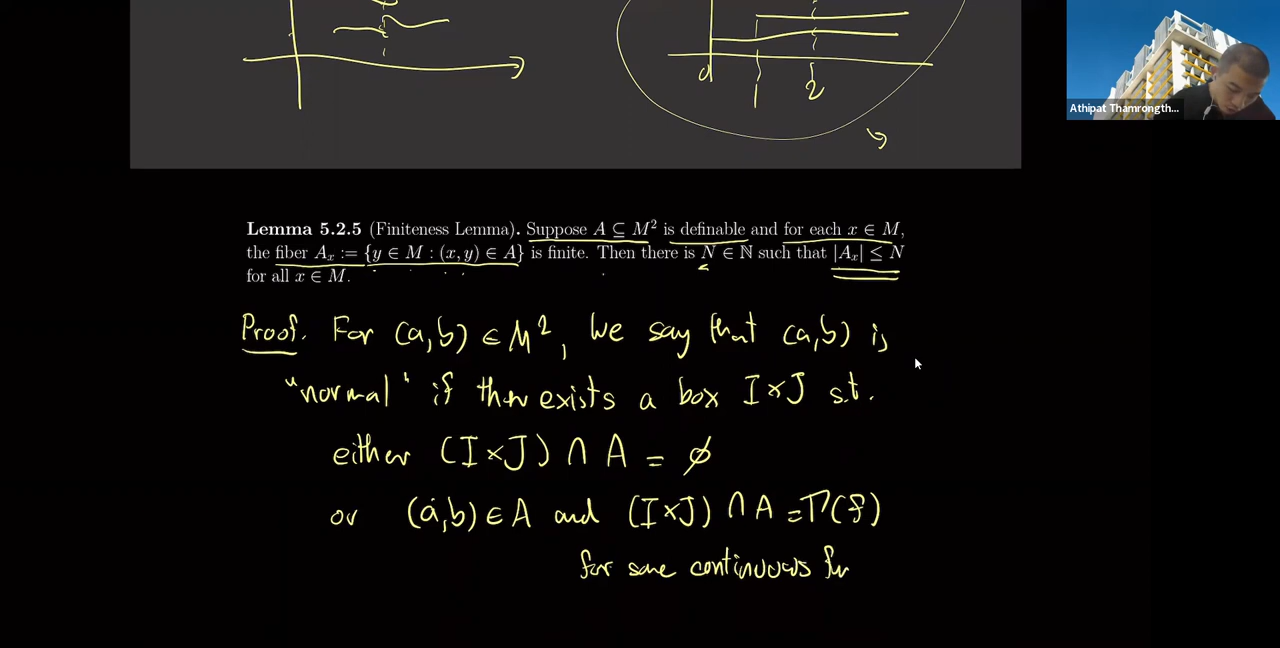 0
1
2
Athipat Thamrongth...
Lemma 5.2.5 (Finiteness Lemma). Suppose A ⊆ M² is definable and for each x ∈ M,
the fiber Aₓ := {y ∈ M : (x, y) ∈ A} is finite. Then there is N ∈ ℕ such that |Aₓ| ≤ N
for all x ∈ M.
Proof. For (a,b) ∈ M², we say that (a,b) is
"normal" if there exists a box I×J s.t.
either (I×J) ∩ A = ∅
or (a,b) ∈ A and (I×J) ∩ A = Γ(f)
for some continuous fu